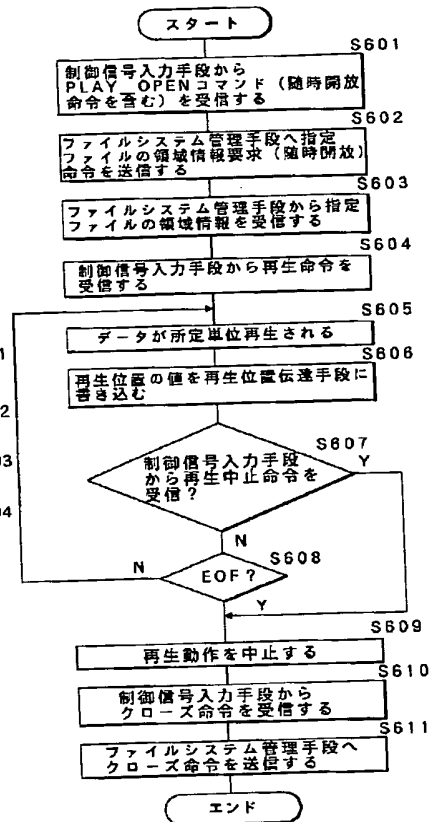 スタート
S601
制御信号入力手段から
PLAY_OPENコマンド（随時開放
命令を含む）を受信する
S602
ファイルシステム管理手段へ指定
ファイルの領域情報要求（随時開放）
命令を送信する
S603
ファイルシステム管理手段から指定
ファイルの領域情報を受信する
S604
制御信号入力手段から再生命令を
受信する
S605
データが所定単位再生される
S606
再生位置の値を再生位置伝達手段に
書き込む
S607
制御信号入力手段
から再生中止命令を
受信？
Y
N
S608
EOF？
N
Y
S609
再生動作を中止する
S610
制御信号入力手段から
クローズ命令を受信する
S611
ファイルシステム管理手段へ
クローズ命令を送信する
エンド